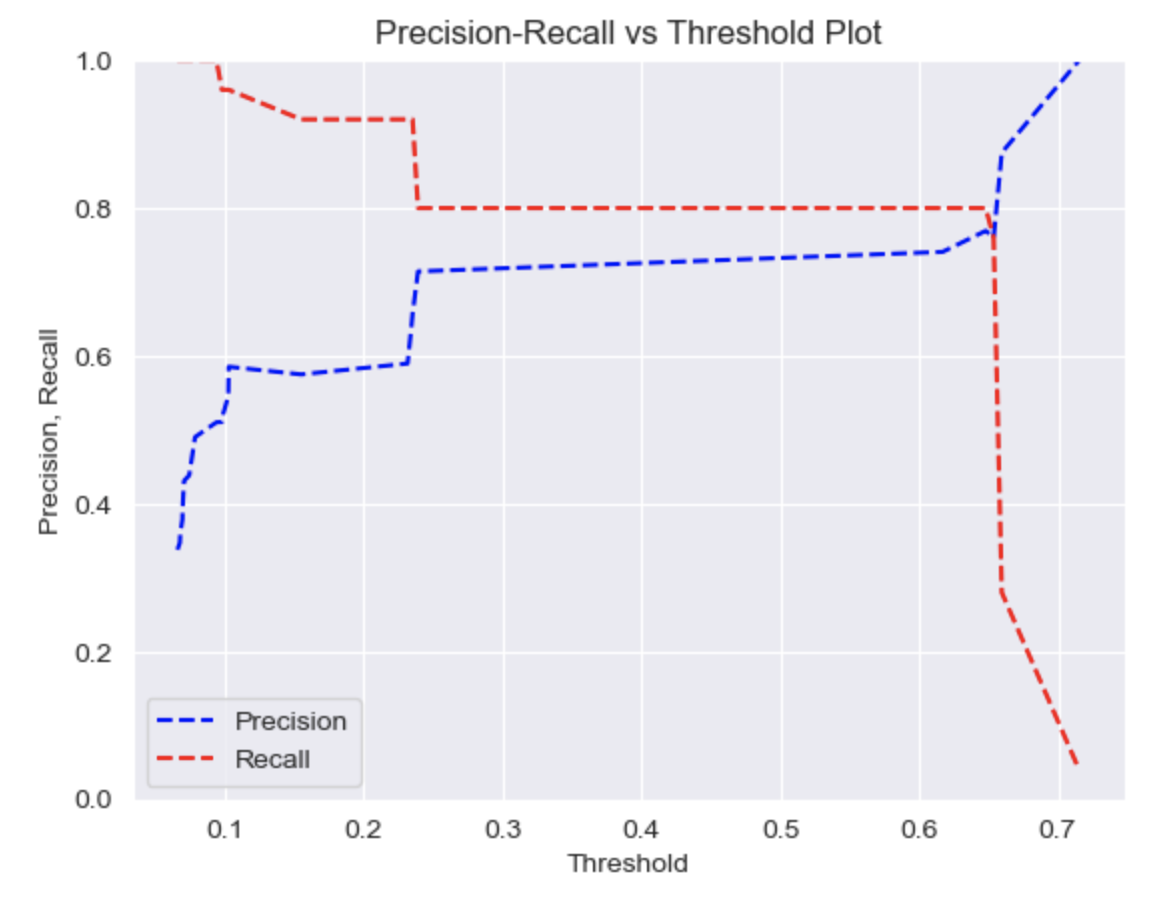 Precision-Recall vs Threshold Plot
1.0
0.8
0.6
0.4
0.2
0.0
Precision, Recall
Precision
Recall
0.1 0.2 0.3 0.4 0.5 0.6 0.7
Threshold